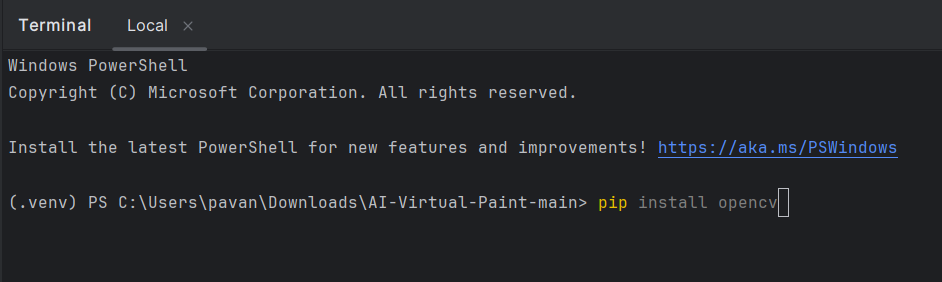 Terminal Local ×
Windows PowerShell
Copyright (C) Microsoft Corporation. All rights reserved.
Install the latest PowerShell for new features and improvements! https://aka.ms/PSWindows
(.venv) PS C:\Users\pavan\Downloads\AI-Virtual-Paint-main> pip install opencv